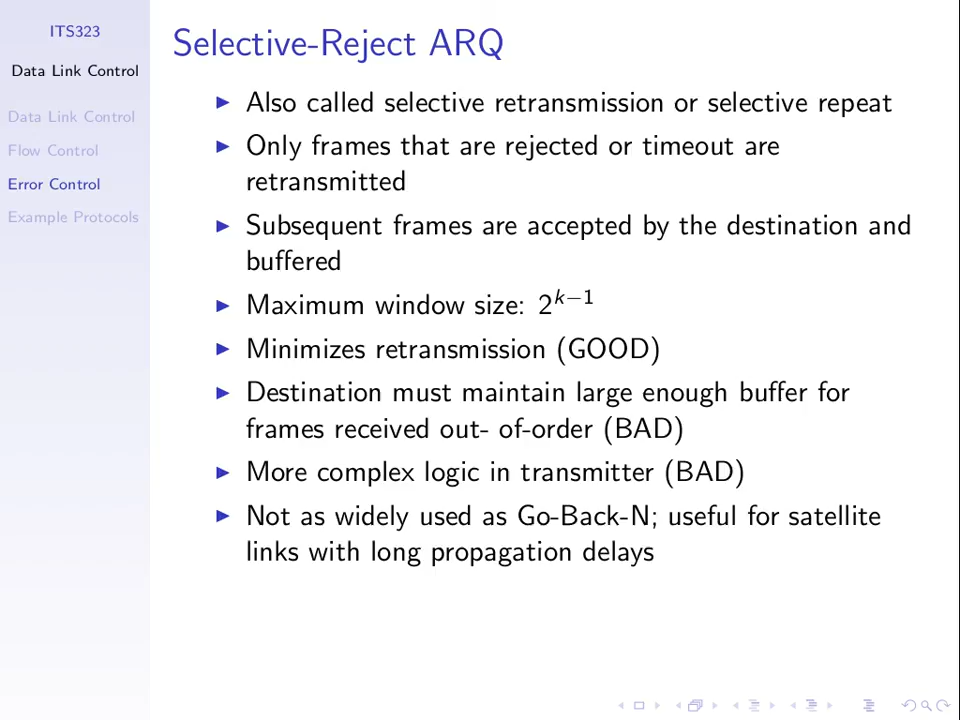 ITS323
Data Link Control
Data Link Control
Flow Control
Error Control
Example Protocols
Selective-Reject ARQ
▶ Also called selective retransmission or selective repeat
▶ Only frames that are rejected or timeout are
retransmitted
▶ Subsequent frames are accepted by the destination and
buffered
▶ Maximum window size: 2^{k−1}
▶ Minimizes retransmission (GOOD)
▶ Destination must maintain large enough buffer for
frames received out- of-order (BAD)
▶ More complex logic in transmitter (BAD)
▶ Not as widely used as Go-Back-N; useful for satellite
links with long propagation delays